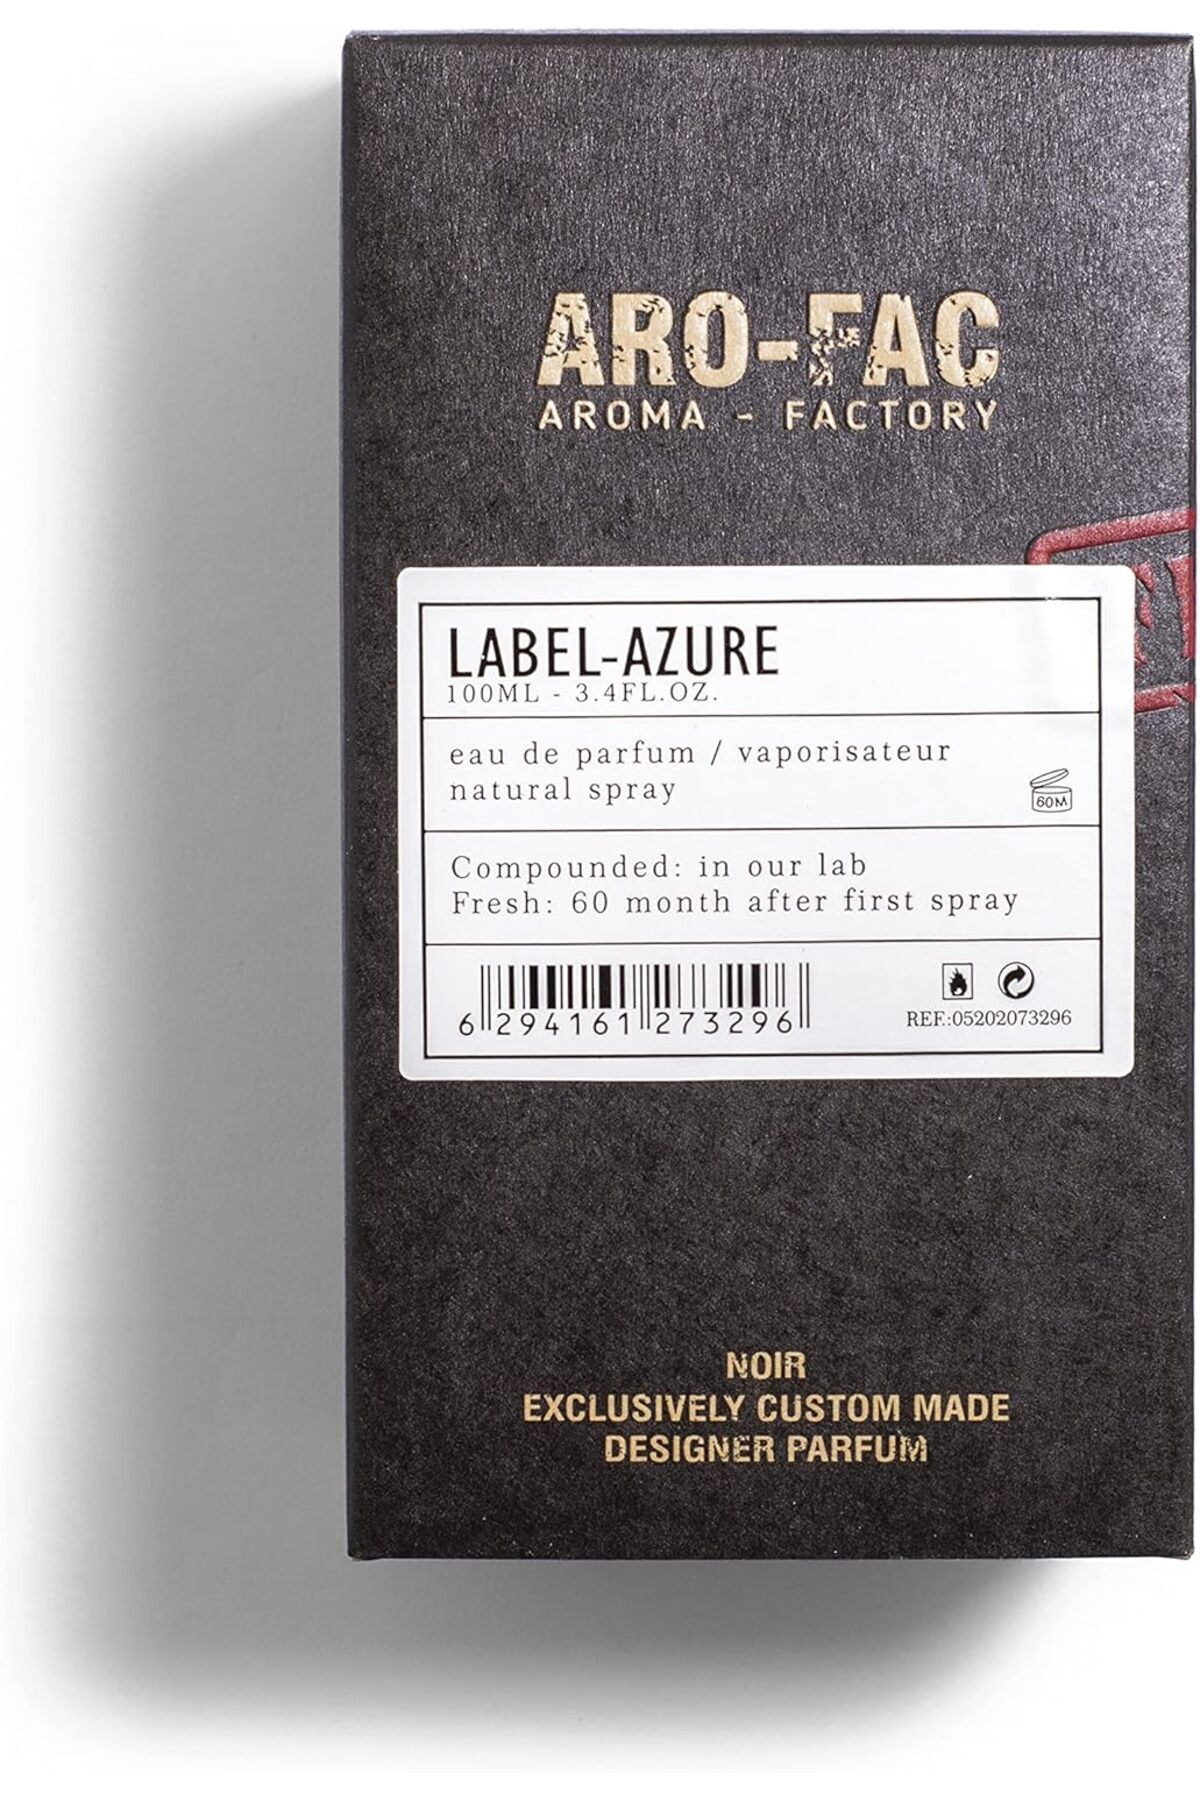 ARO-FAC
AROMA - FACTORY
LABEL-AZURE
100ML - 3.4FL.OZ.
eau de parfum / vaporisateur
natural spray
60M
Compounded: in our lab
Fresh: 60 month after first spray
6 294161 273296
REF.:05202073296
NOIR
EXCLUSIVELY CUSTOM MADE
DESIGNER PARFUM